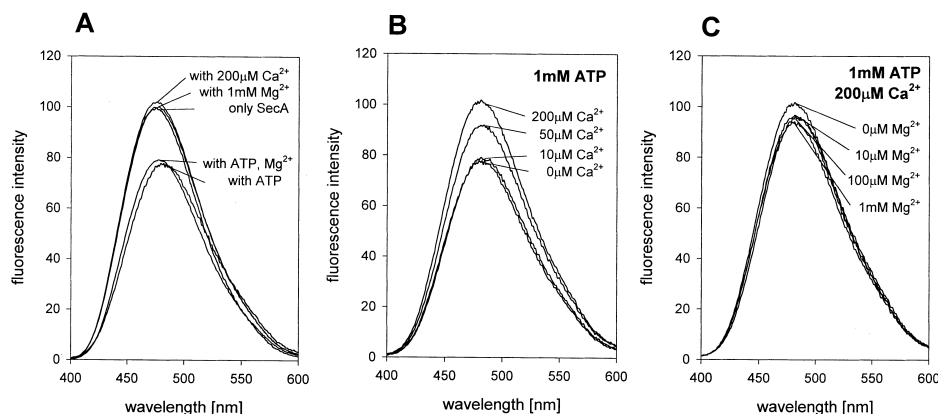 A
120
100
80
60
40
20
0
fluorescence intensity
with 200µM Ca²⁺
with 1mM Mg²⁺
only SecA
with ATP, Mg²⁺
with ATP
400 450 500 550 600
wavelength [nm]
B
120
100
80
60
40
20
0
fluorescence intensity
1mM ATP
200µM Ca²⁺
50µM Ca²⁺
10µM Ca²⁺
0µM Ca²⁺
400 450 500 550 600
wavelength [nm]
C
120
100
80
60
40
20
0
fluorescence intensity
1mM ATP
200µM Ca²⁺
0µM Mg²⁺
10µM Mg²⁺
100µM Mg²⁺
1mM Mg²⁺
400 450 500 550 600
wavelength [nm]